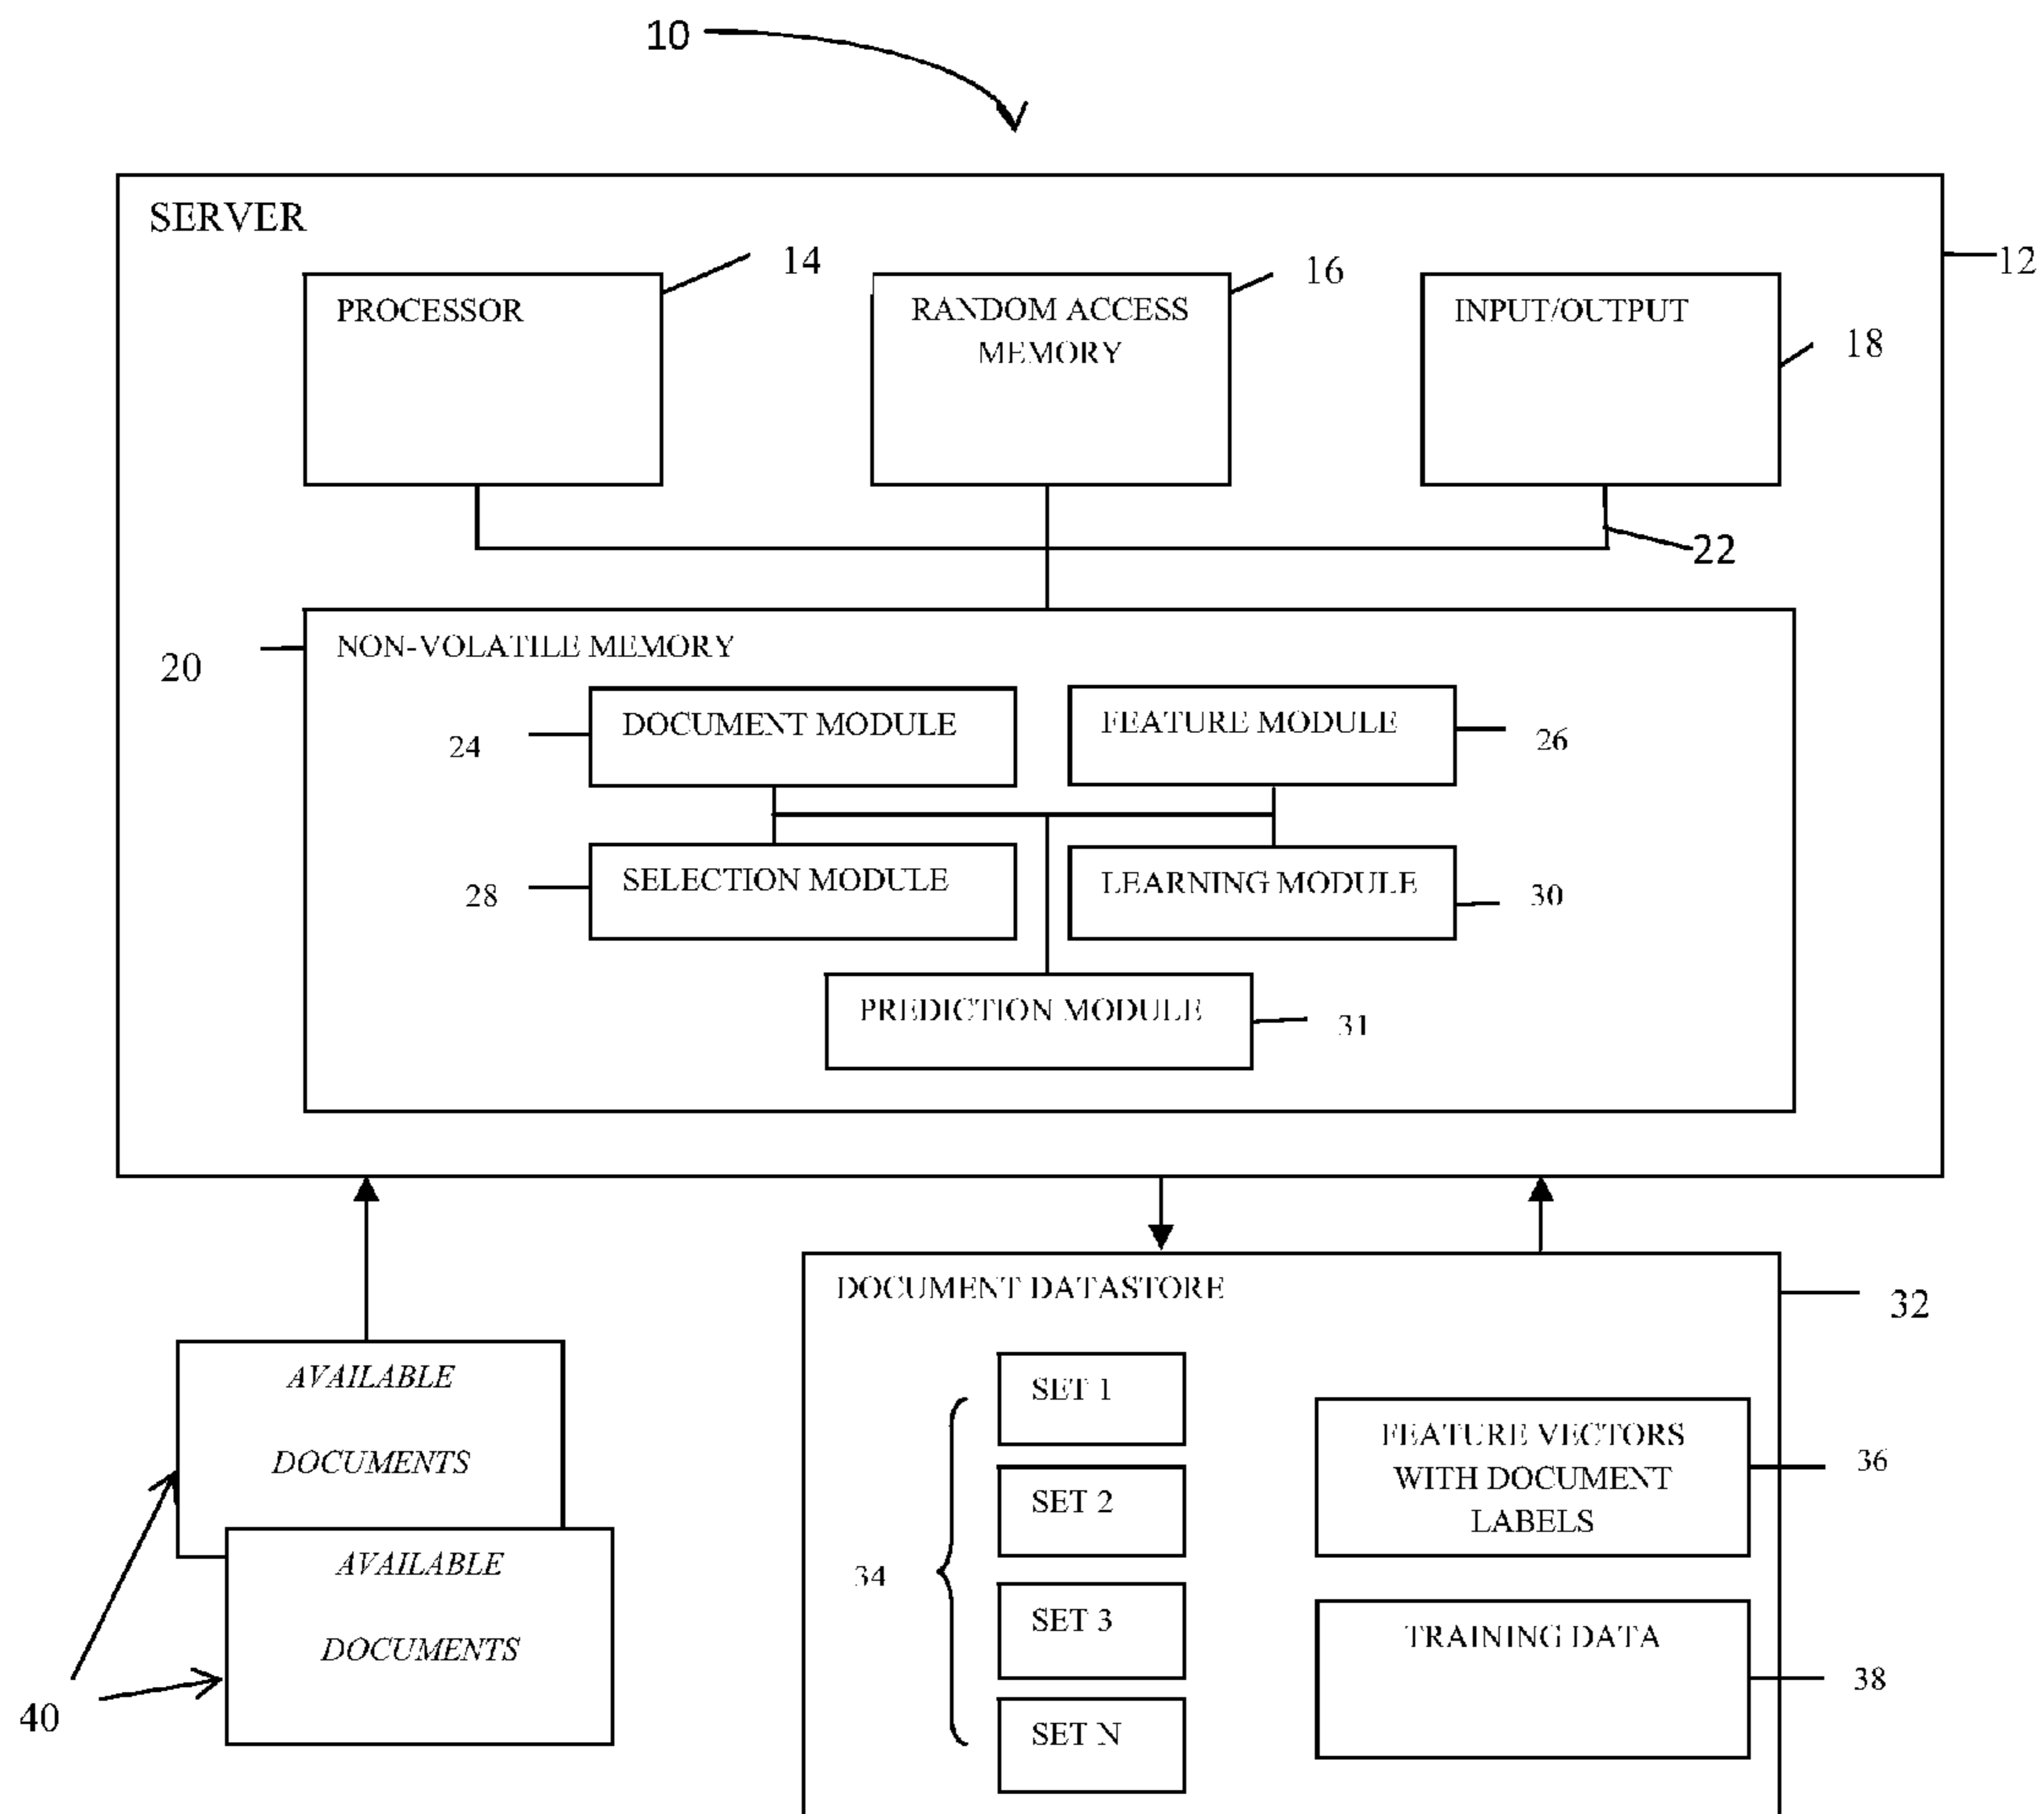 10
SERVER
12
PROCESSOR
14
RANDOM ACCESS
MEMORY
16
INPUT/OUTPUT
18
22
20
NON-VOLATILE MEMORY
24
DOCUMENT MODULE
FEATURE MODULE
26
28
SELECTION MODULE
LEARNING MODULE
30
PREDICTION MODULE
31
DOCUMENT DATASTORE
32
AVAILABLE
DOCUMENTS
AVAILABLE
DOCUMENTS
40
34
SET 1
SET 2
SET 3
SET N
FEATURE VECTORS
WITH DOCUMENT
LABELS
36
TRAINING DATA
38